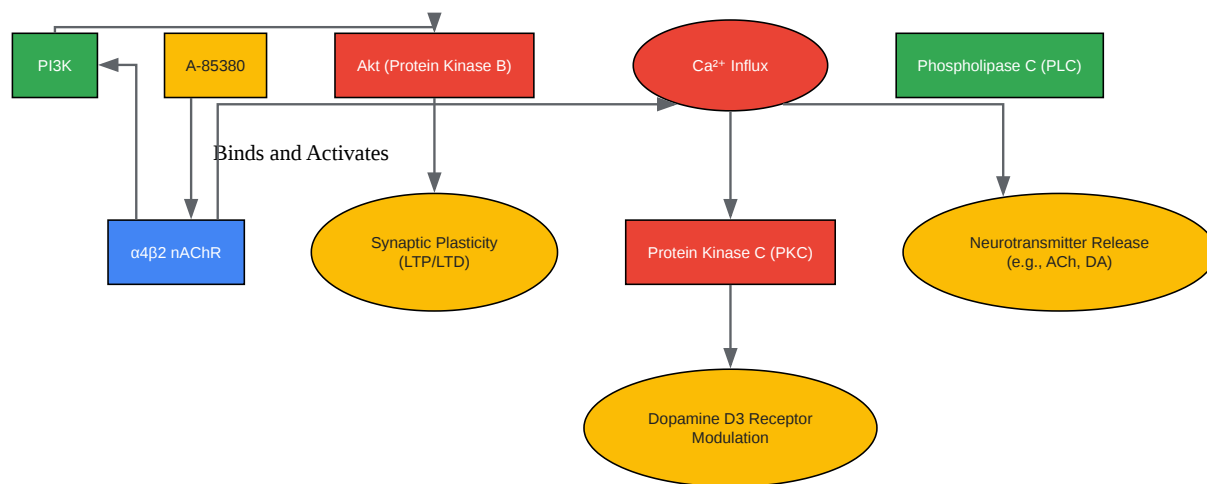 PI3K
A-85380
Akt (Protein Kinase B)
Ca²⁺ Influx
Phospholipase C (PLC)
Binds and Activates
α4β2 nAChR
Synaptic Plasticity
(LTP/LTD)
Protein Kinase C (PKC)
Neurotransmitter Release
(e.g., ACh, DA)
Dopamine D3 Receptor
Modulation